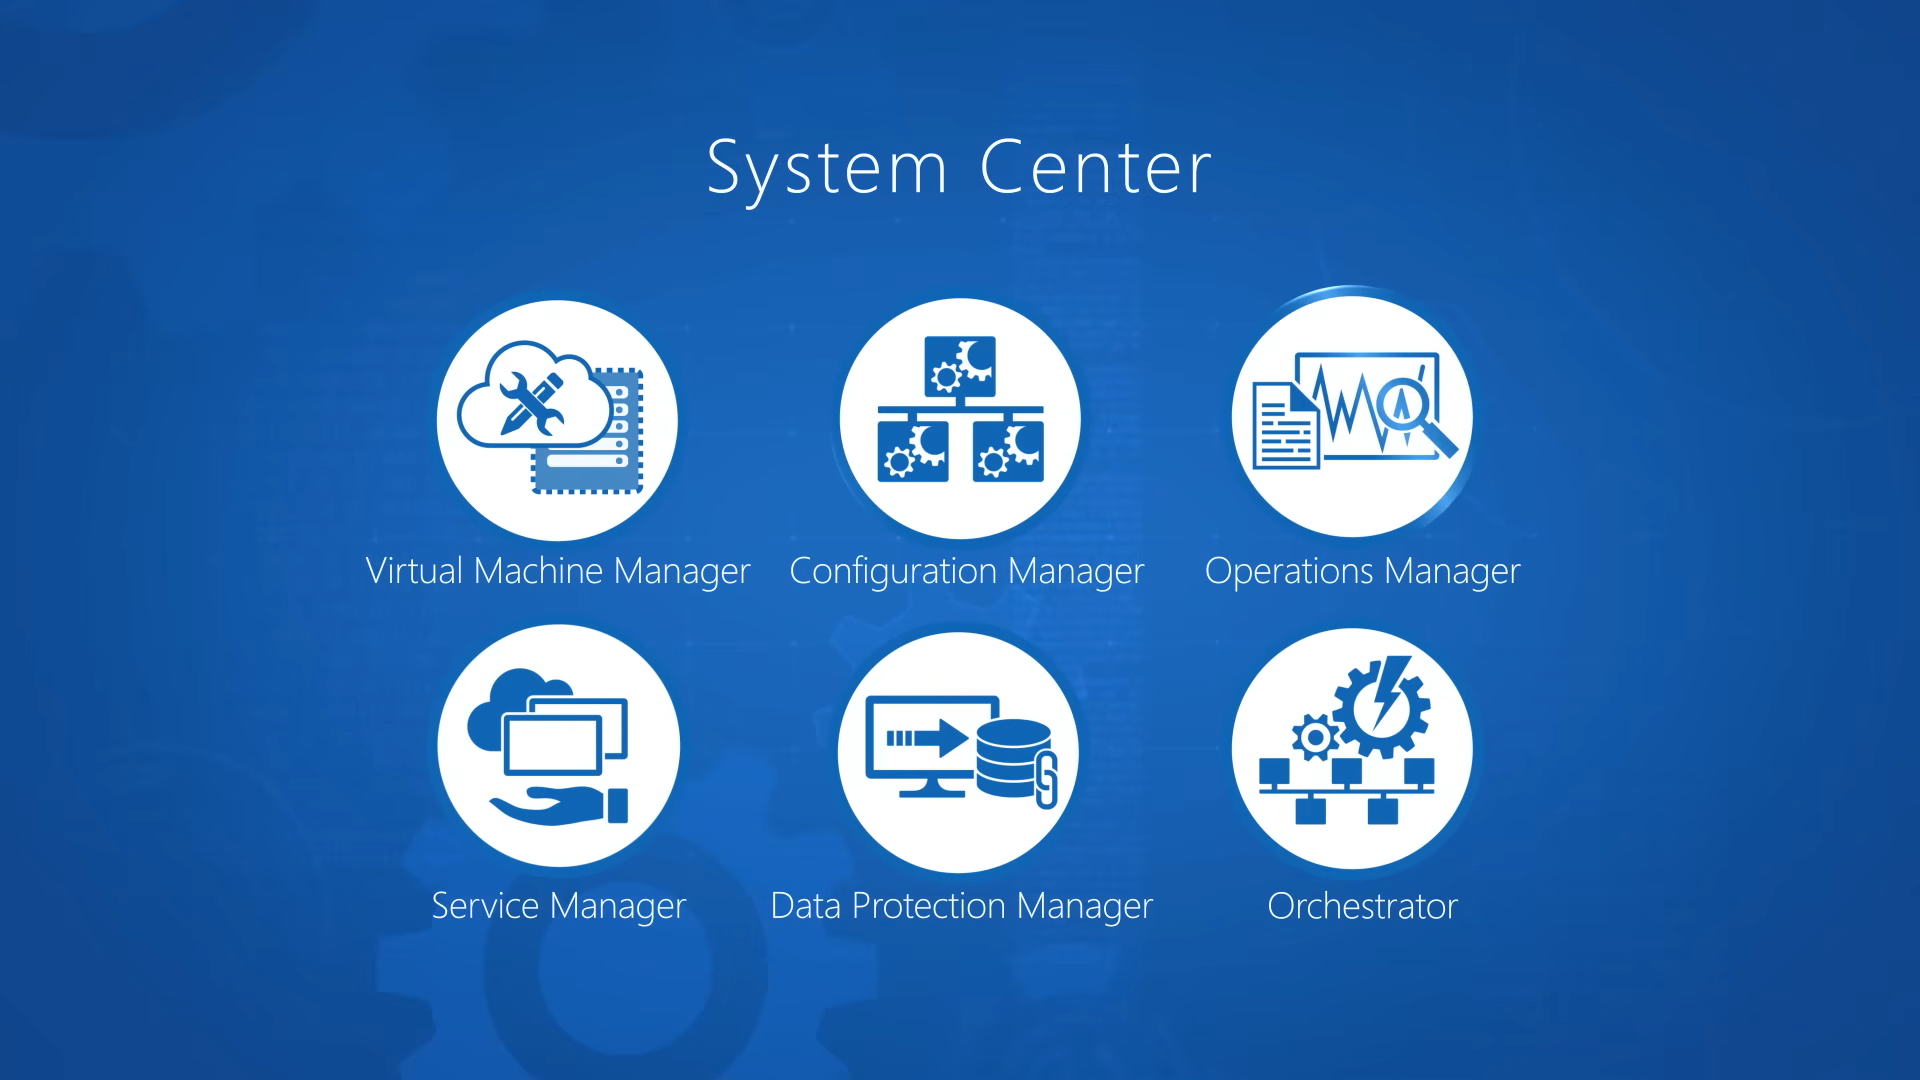 System Center
Virtual Machine Manager
Configuration Manager
Operations Manager
Service Manager
Data Protection Manager
Orchestrator